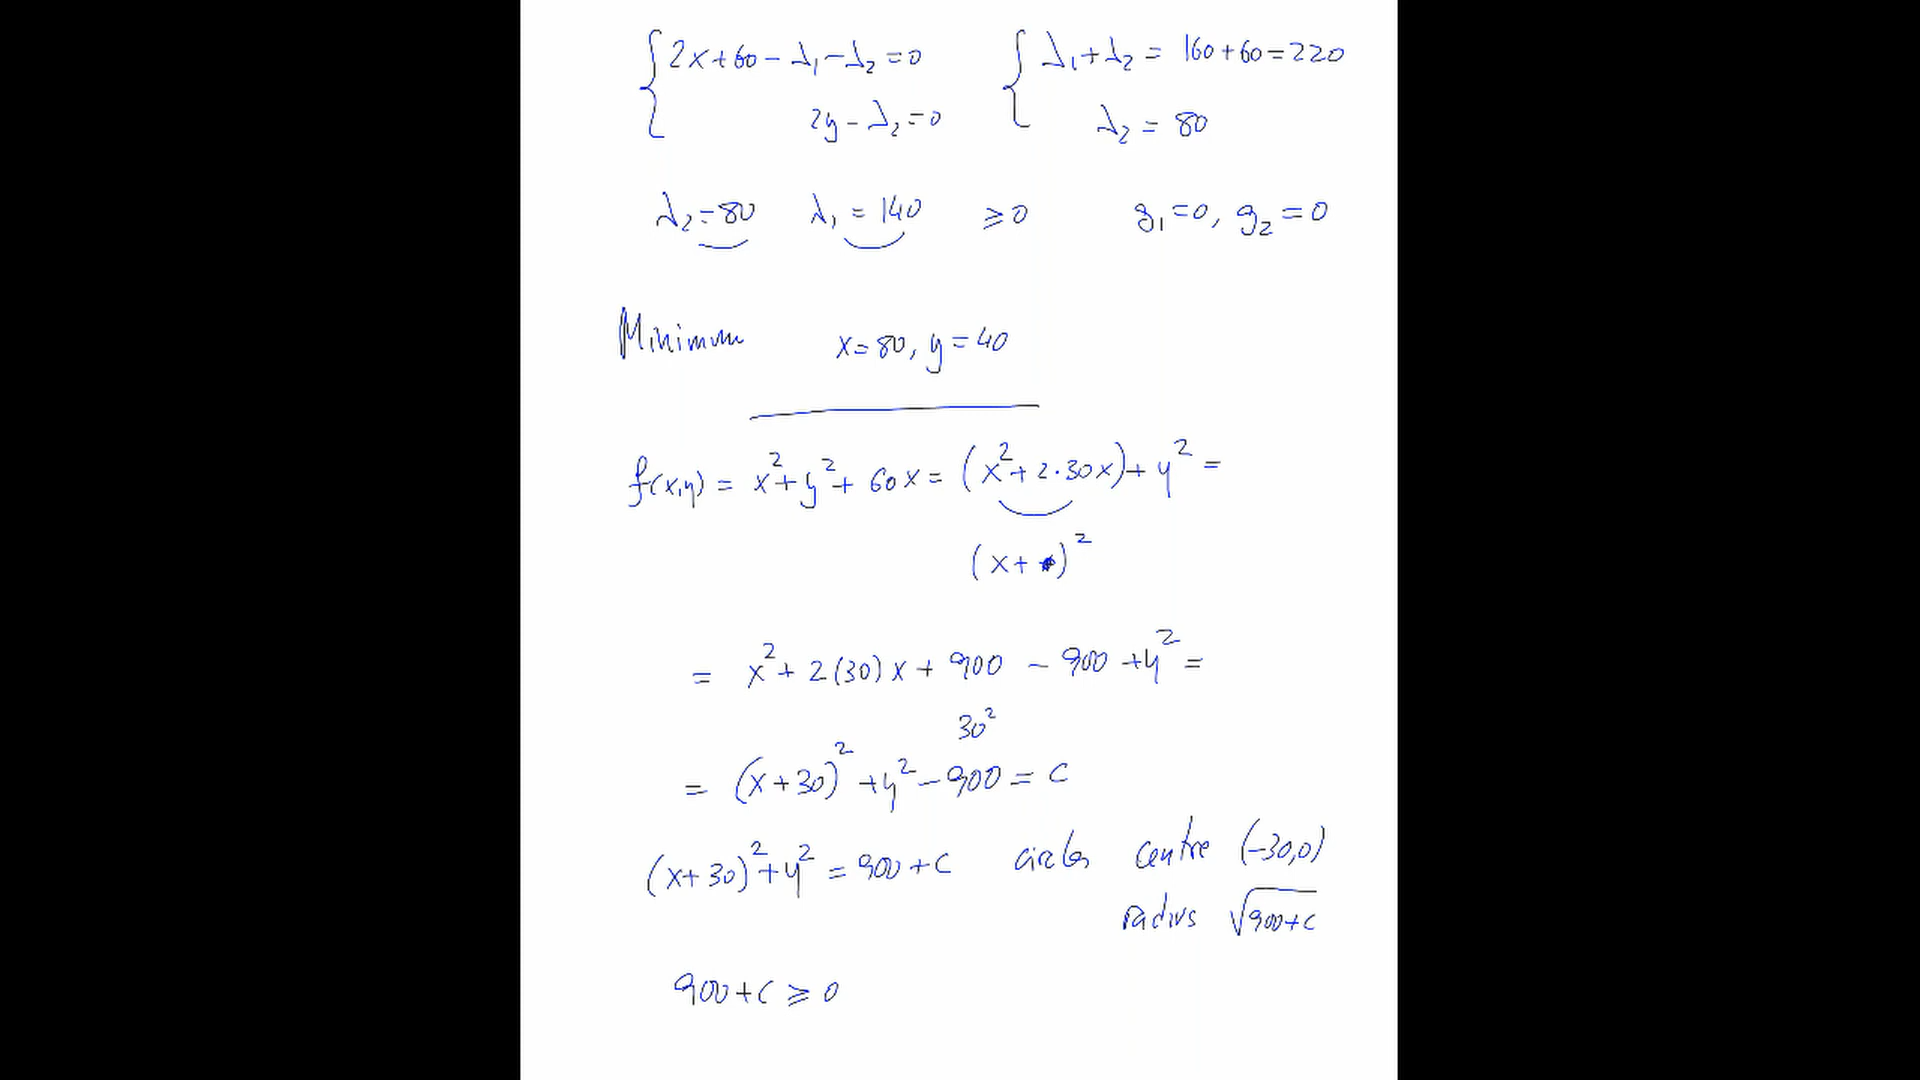 { 2x+60-λ₁-λ₂=0   { λ₁+λ₂ = 160+60=220
2y-λ₂=0   λ₂ = 80
λ₂=80   λ₁ = 140   ≥0   g₁=0, g₂=0
Minimum   x=80, y=40
f(x,y) = x²+y²+60x = (x²+2·30x)+y² =
(x+•)²
= x²+2(30)x+900 - 900+y² =
30²
= (x+30)²+y²-900 = c
(x+30)²+y² = 900+c   circles   centre (-30,0)
radius √900+c
900+c ≥ 0